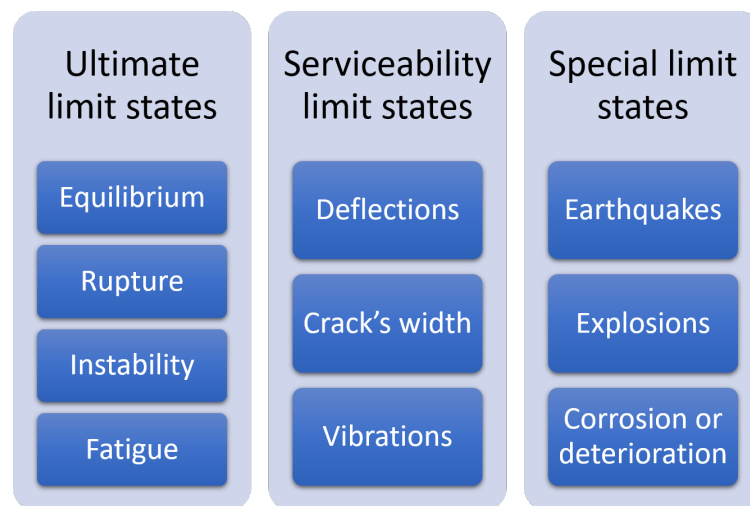 Ultimate
limit states
Equilibrium
Rupture
Instability
Fatigue
Serviceability
limit states
Deflections
Crack’s width
Vibrations
Special limit
states
Earthquakes
Explosions
Corrosion or
deterioration